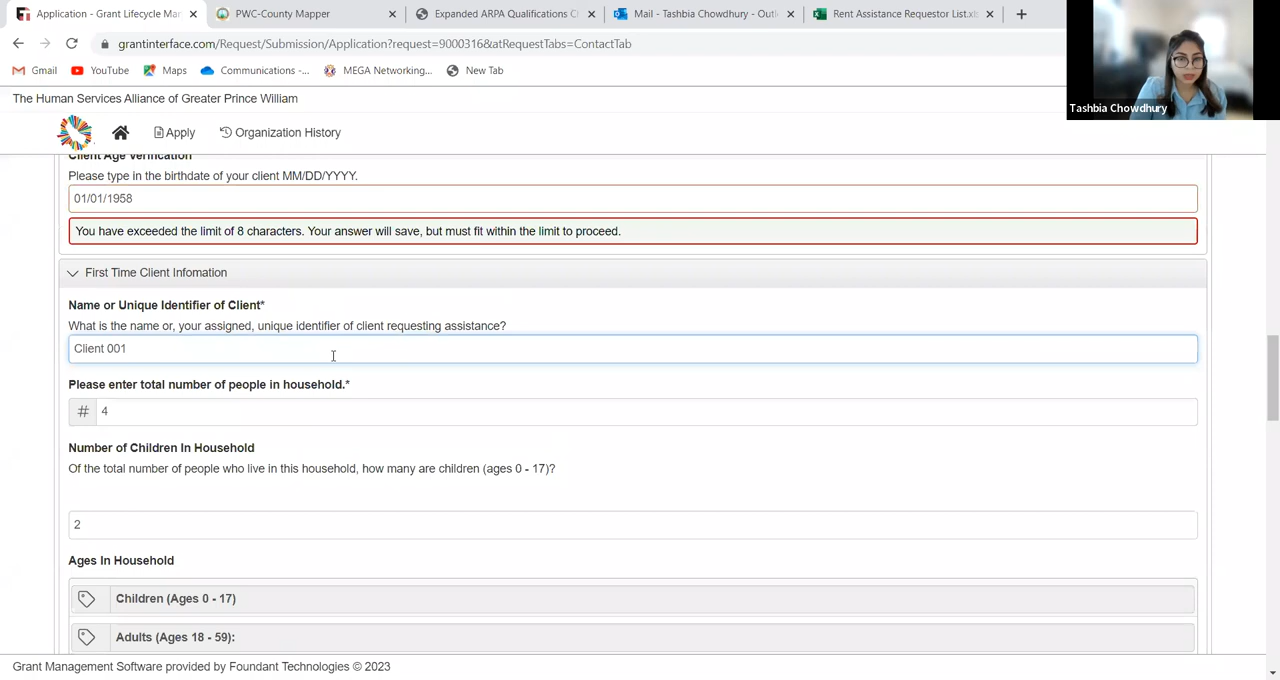 Application - Grant Lifecycle Mar
PWC-County Mapper
Expanded ARPA Qualifications Cl
Mail - Tashbia Chowdhury - Outl
Rent Assistance Requestor List.xl
grantinterface.com/Request/Submission/Application?request=9000316&atRequestTabs=ContactTab
Gmail
YouTube
Maps
Communications -...
MEGA Networking...
New Tab
Tashbia Chowdhury
The Human Services Alliance of Greater Prince William
Apply
Organization History
Client Age Verification
Please type in the birthdate of your client MM/DD/YYYY.
01/01/1958
You have exceeded the limit of 8 characters. Your answer will save, but must fit within the limit to proceed.
First Time Client Infomation
Name or Unique Identifier of Client*
What is the name or, your assigned, unique identifier of client requesting assistance?
Client 001
Please enter total number of people in household.*
# 4
Number of Children In Household
Of the total number of people who live in this household, how many are children (ages 0 - 17)?
2
Ages In Household
Children (Ages 0 - 17)
Adults (Ages 18 - 59):
Grant Management Software provided by Foundant Technologies © 2023